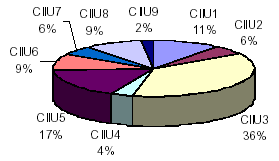 CIIU7
6%
CIIU8
9%
CIIU9
2%
CIIU1
11%
CIIU2
6%
CIIU6
9%
CIIU5
17%
CIIU4
4%
CIIU3
36%